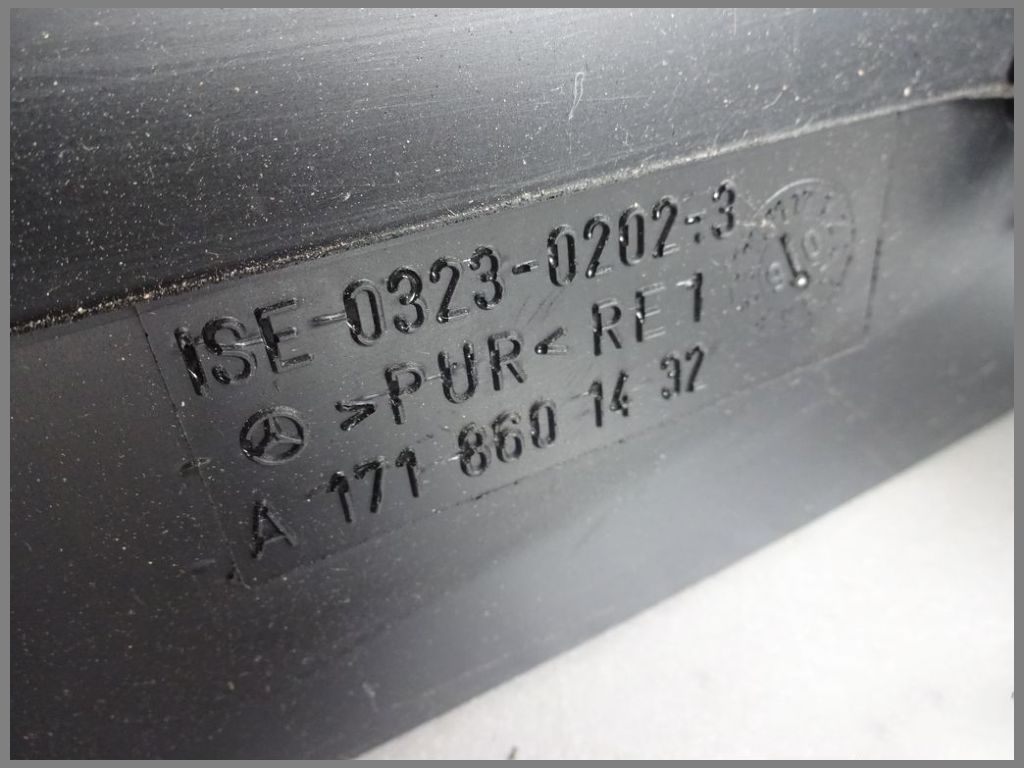 ISE-0323-0202-3
>PUR< RE 1
A 171 860 14 32